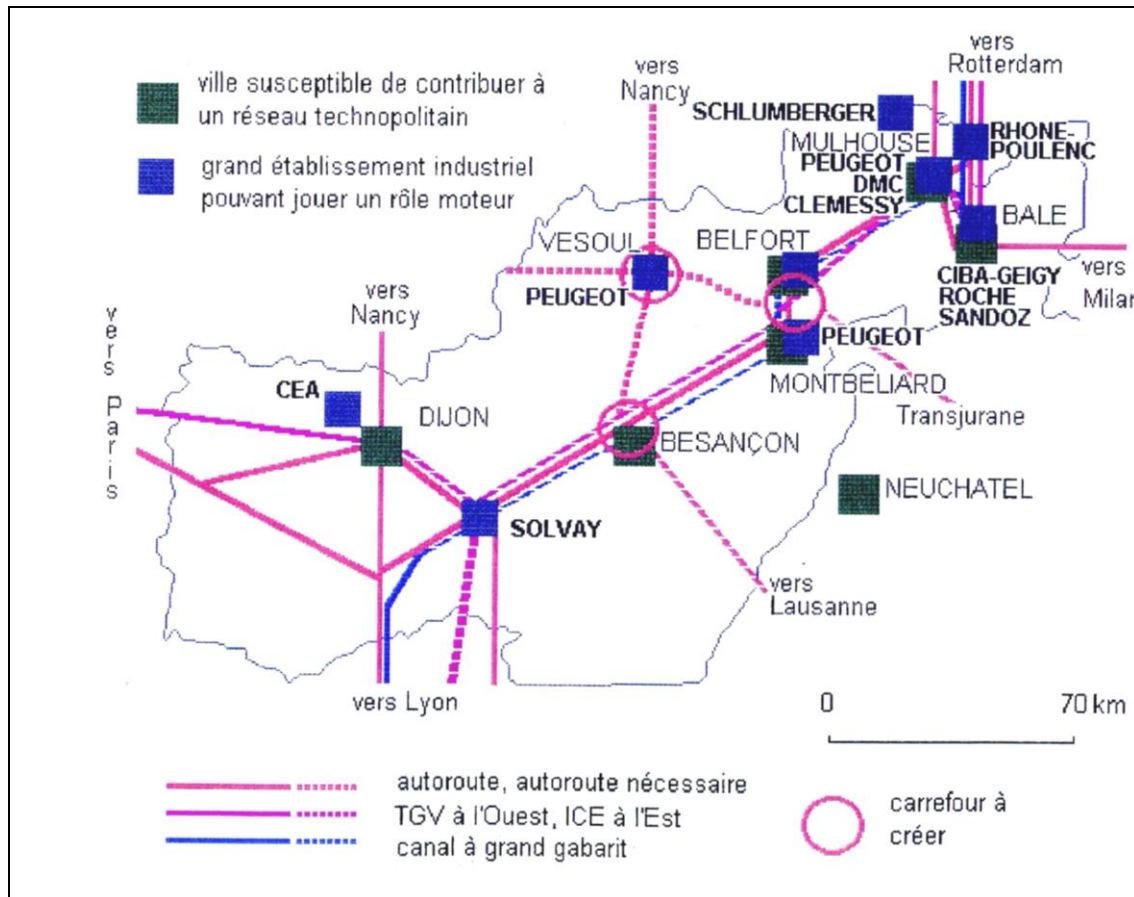 ville susceptible de contribuer à
un réseau technopolitain
grand établissement industriel
pouvant jouer un rôle moteur
vers
Nancy
vers
Rotterdam
SCHLUMBERGER
MULHOUSE
PEUGEOT
DMC
CLEMESSY
RHONE-
POULENC
VESOUL
PEUGEOT
BELFORT
BALE
CIBA-GEIGY
ROCHE
SANDOZ
vers
Milan
vers
Nancy
vers Paris
CEA
DIJON
PEUGEOT
MONTBELIARD
Transjurane
BESANÇON
NEUCHATEL
SOLVAY
vers
Lausanne
vers Lyon
0 70 km
autoroute, autoroute nécessaire
TGV à l'Ouest, ICE à l'Est
canal à grand gabarit
carrefour à
créer